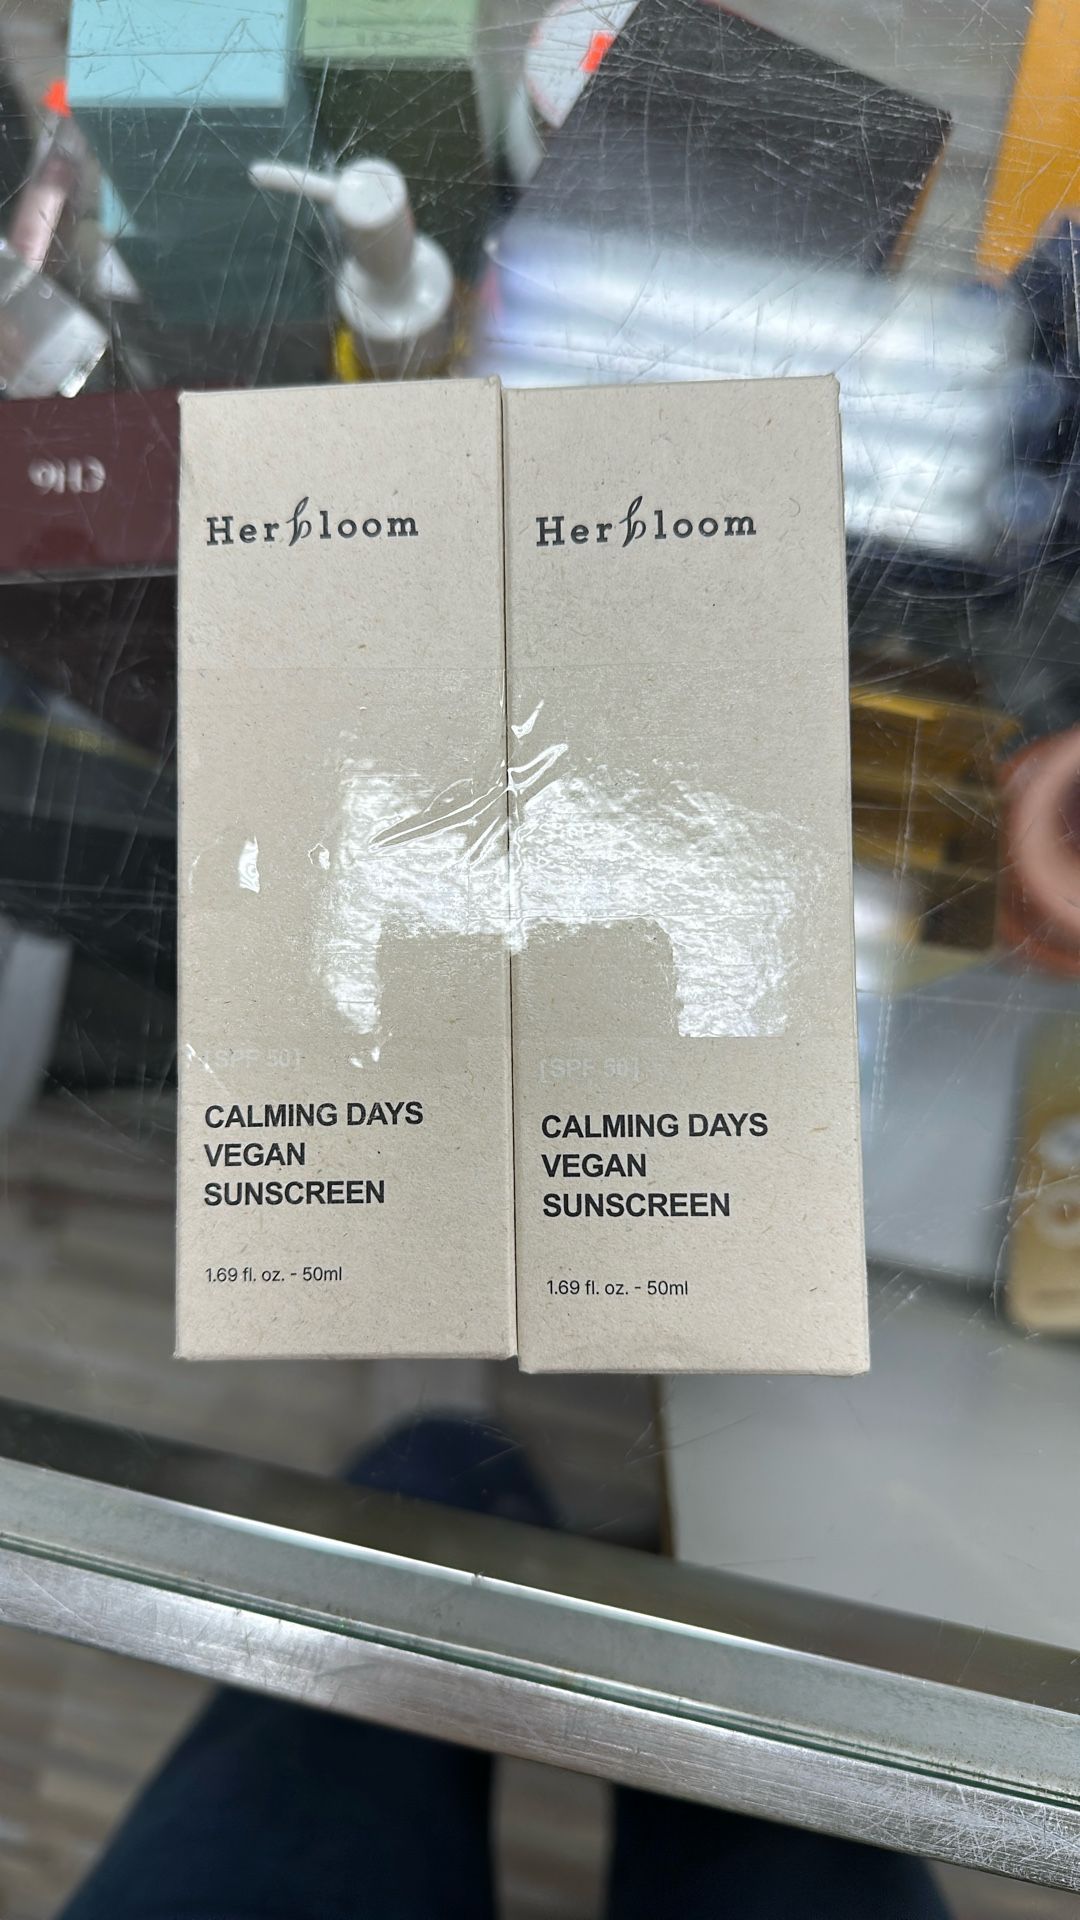 Herbloom
[SPF 50]
CALMING DAYS
VEGAN
SUNSCREEN
1.69 fl. oz. - 50ml
Herbloom
[SPF 50]
CALMING DAYS
VEGAN
SUNSCREEN
1.69 fl. oz. - 50ml